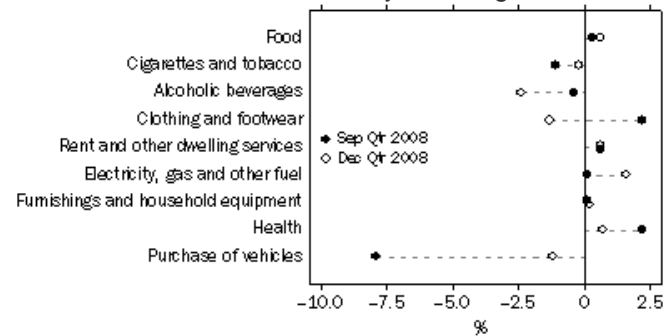 Food
Cigarettes and tobacco
Alcoholic beverages
Clothing and footwear
Rent and other dwelling services
Electricity, gas and other fuel
Furnishings and household equipment
Health
Purchase of vehicles
Sep Qtr 2008
Dec Qtr 2008
−10.0 −7.5 −5.0 −2.5 0 2.5
%